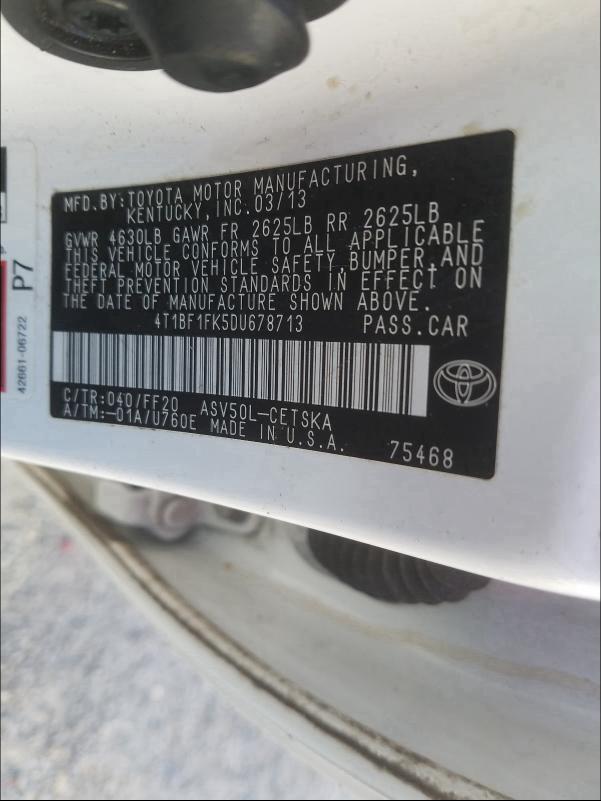 MFD.BY:TOYOTA MOTOR MANUFACTURING,
KENTUCKY,INC.03/13
GVWR 4630LB GAWR FR 2625LB RR 2625LB
THIS VEHICLE CONFORMS TO ALL APPLICABLE
FEDERAL MOTOR VEHICLE SAFETY,BUMPER,AND
THEFT PREVENTION STANDARDS IN EFFECT ON
THE DATE OF MANUFACTURE SHOWN ABOVE.
4T1BF1FK5DU678713 PASS.CAR
C/TR:040/FF20 ASV50L-CETSKA
A/TM:-01A/U760E MADE IN U.S.A. 75468
P7
42661-06722